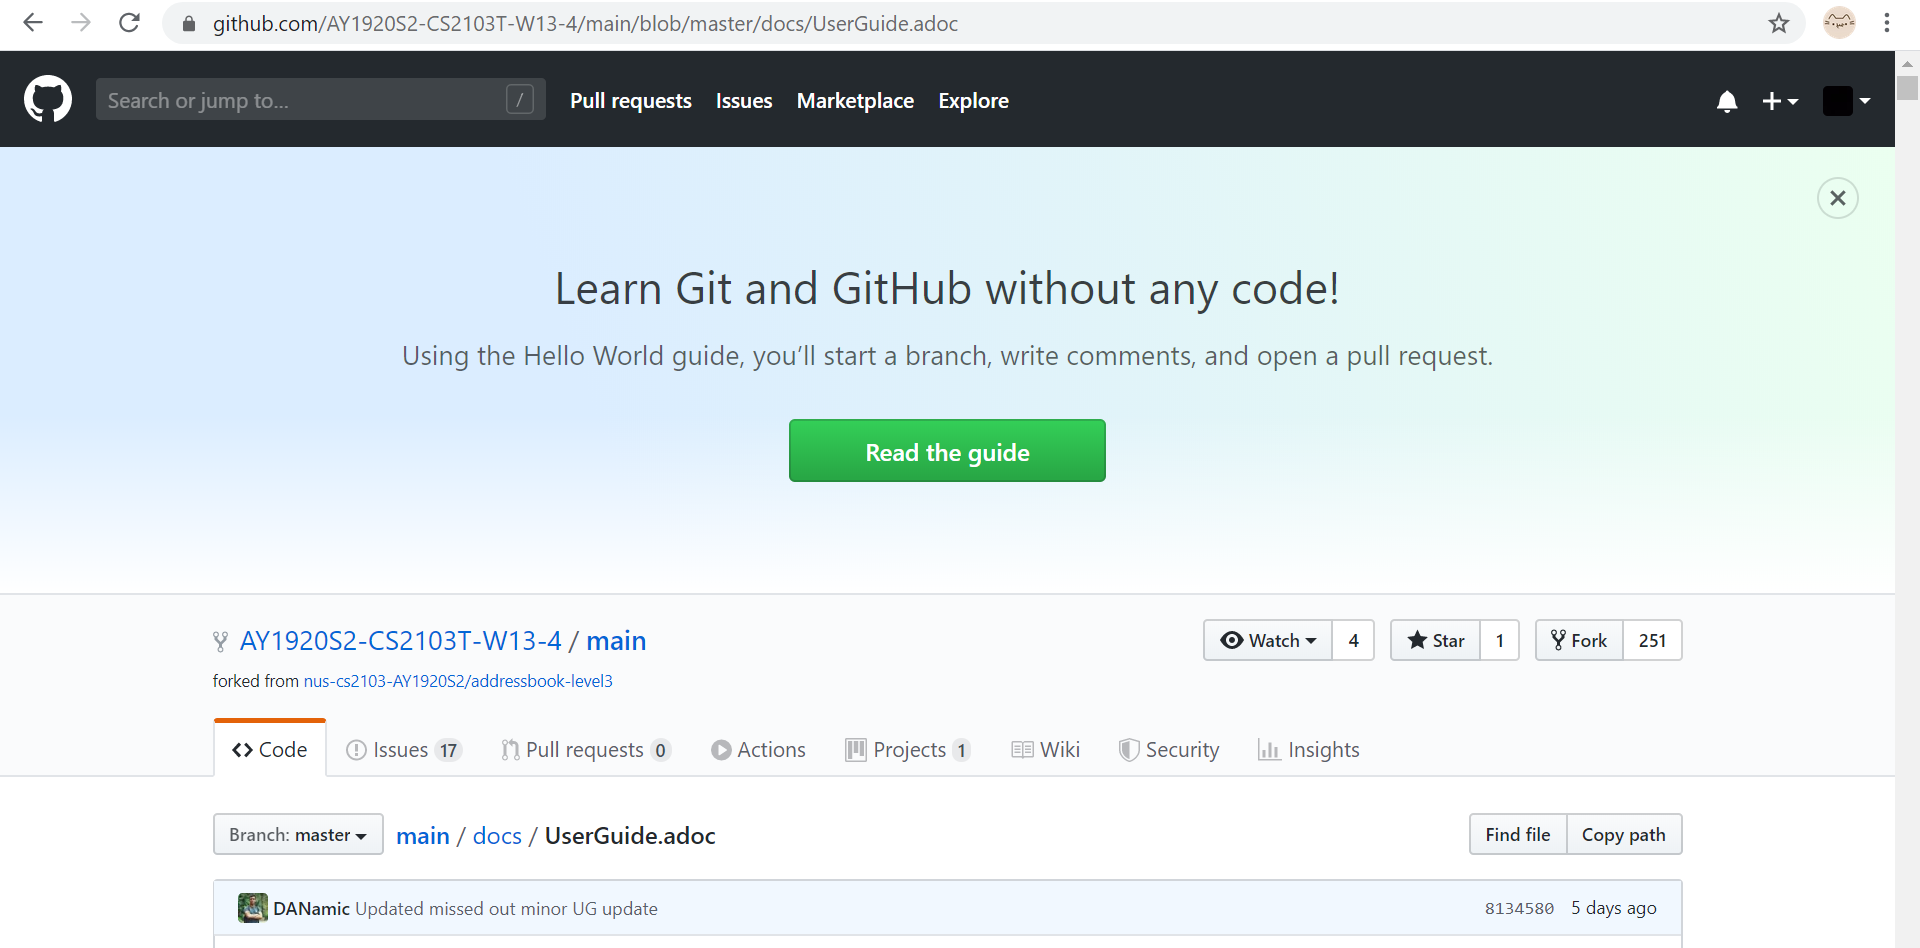 github.com/AY1920S2-CS2103T-W13-4/main/blob/master/docs/UserGuide.adoc
Search or jump to... / Pull requests Issues Marketplace Explore
Learn Git and GitHub without any code!
Using the Hello World guide, you’ll start a branch, write comments, and open a pull request.
Read the guide
AY1920S2-CS2103T-W13-4 / main Watch 4 Star 1 Fork 251
forked from nus-cs2103-AY1920S2/addressbook-level3
Code Issues 17 Pull requests 0 Actions Projects 1 Wiki Security Insights
Branch: master main / docs / UserGuide.adoc Find file Copy path
DANamic Updated missed out minor UG update 8134580 5 days ago